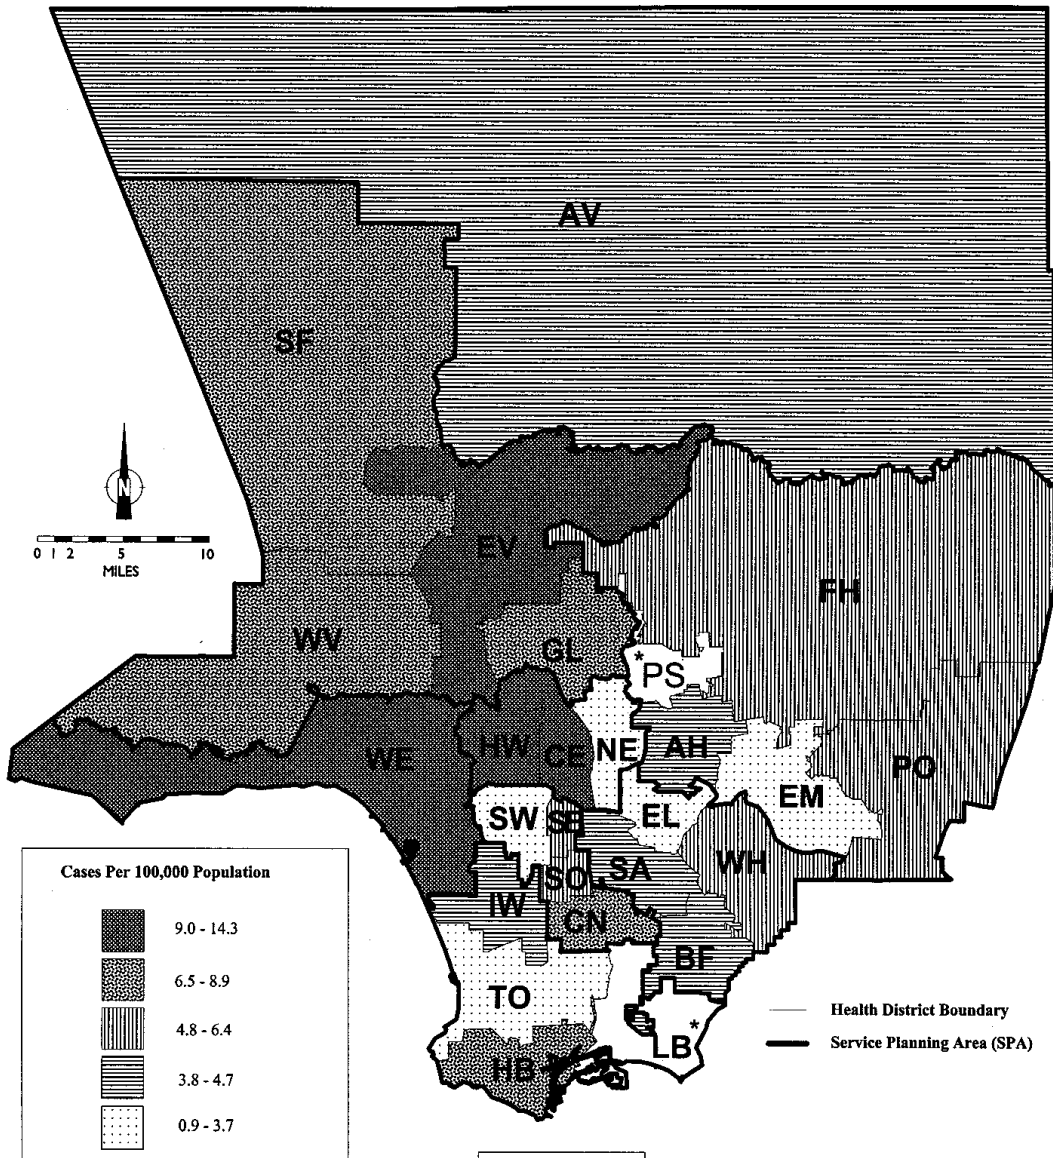 AV
SF
N
0 1 2 5 10
MILES
EV
FH
WV
GL
* PS
HW CE NE AH
WE
PO
EM
SW SE EL
WH
SO SA
IW
CN
BF
TO
LB *
HB
Cases Per 100,000 Population
9.0 - 14.3
6.5 - 8.9
4.8 - 6.4
3.8 - 4.7
0.9 - 3.7
Health District Boundary
Service Planning Area (SPA)